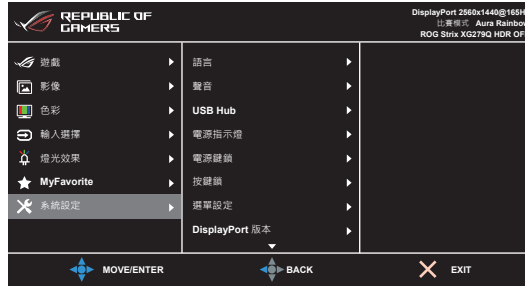 REPUBLIC OF
GAMERS
DisplayPort 2560x1440@165H
比賽模式 Aura Rainbow
ROG Strix XG279Q HDR OF
遊戲
影像
色彩
輸入選擇
燈光效果
MyFavorite
系統設定
語言
聲音
USB Hub
電源指示燈
電源鍵鎖
按鍵鎖
選單設定
DisplayPort 版本
MOVE/ENTER
BACK
EXIT